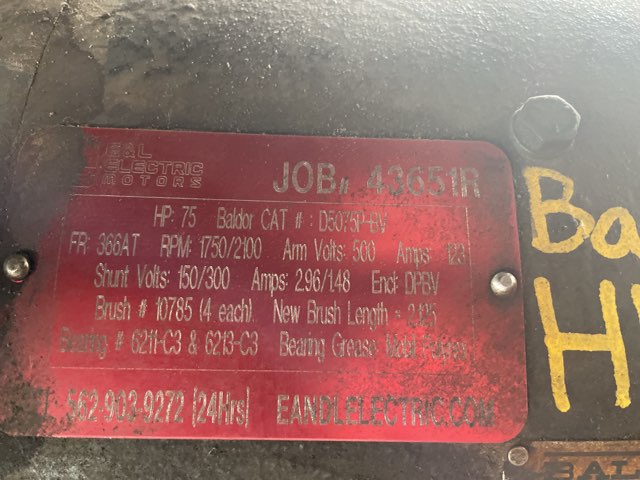 E&L
ELECTRIC
MOTORS
JOB# 43651R
HP: 75 Baldor CAT # : D5075P-BV
FR: 366AT RPM: 1750/2100 Arm Volts: 500 Amps: 123
Shunt Volts: 150/300 Amps: 2.96/1.48 Encl: DPBV
Brush # 10785 (4 each) New Brush Length = 2.125
Bearing # 6211-C3 & 6213-C3 Bearing Grease: Mobil Polyrex
562-903-9272 [24Hrs] EANDLELECTRIC.COM
Ba
H
BAL